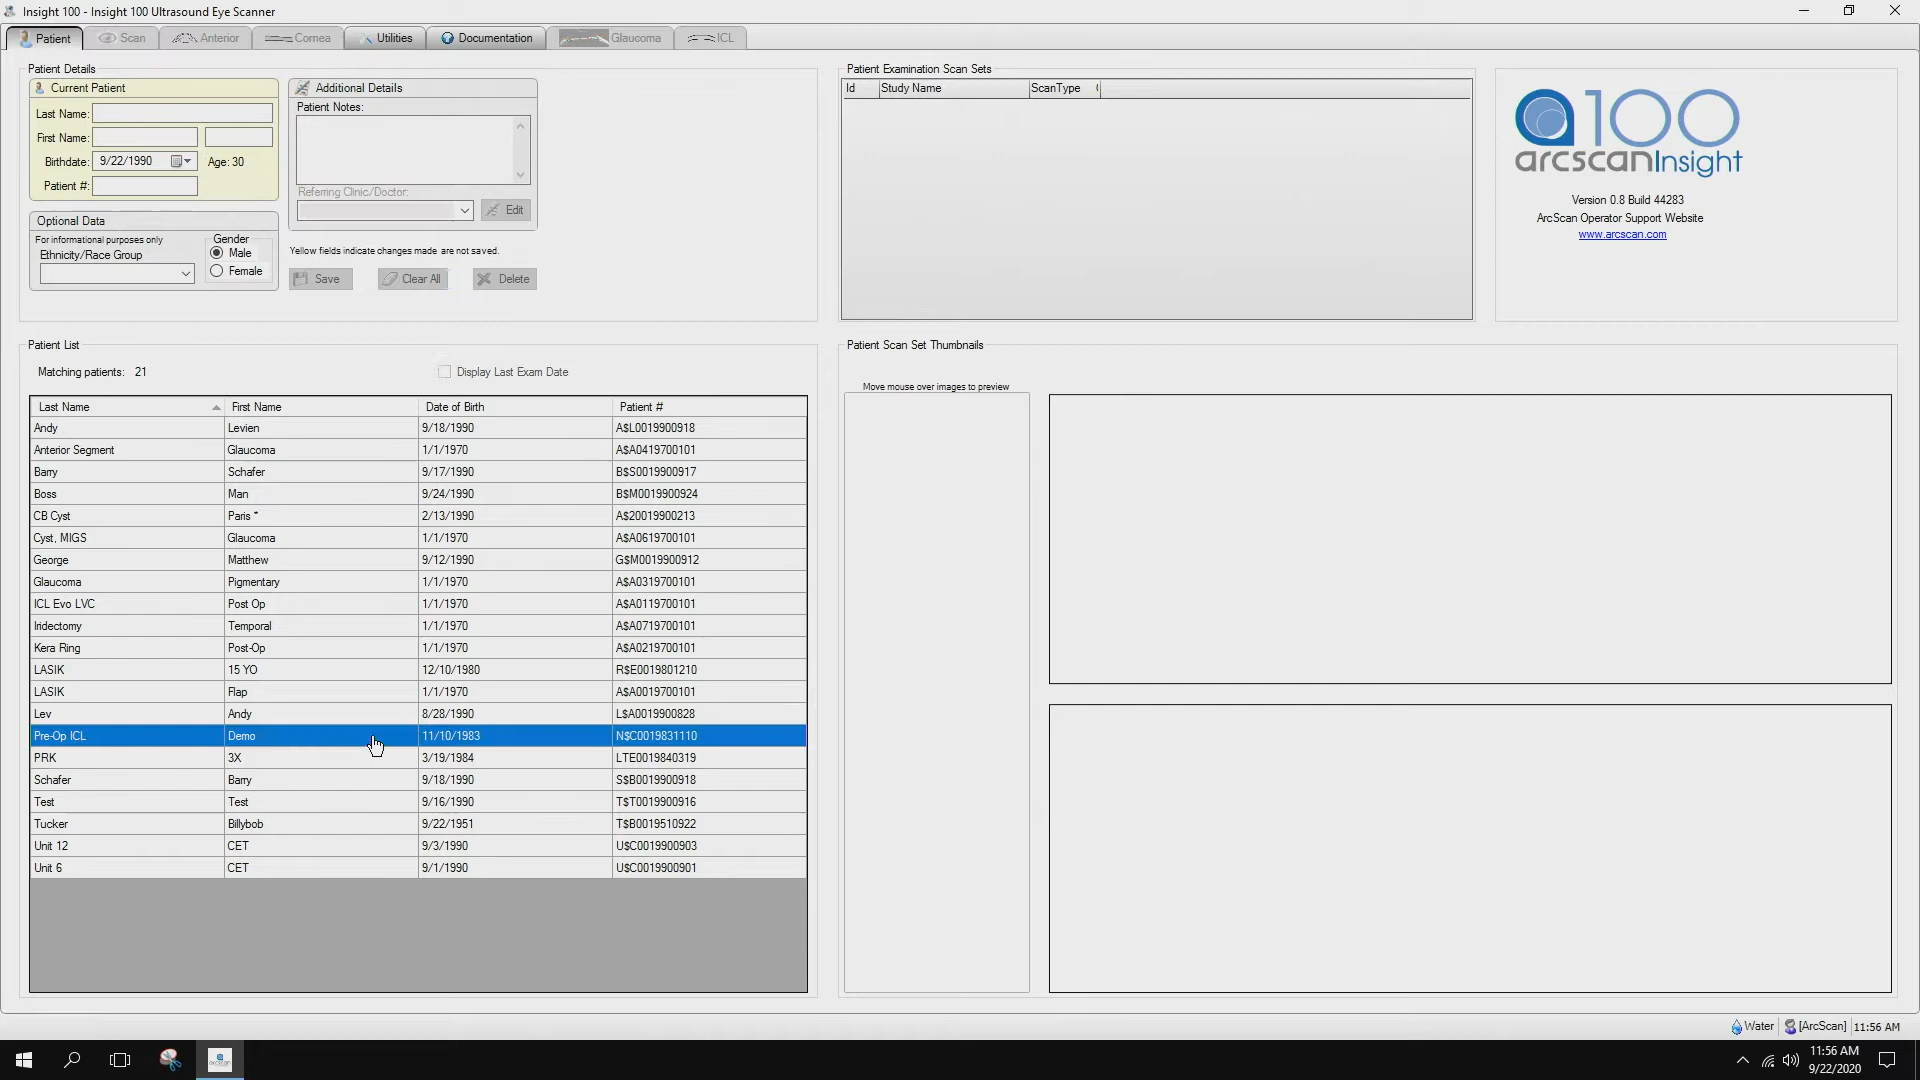 Insight 100 - Insight 100 Ultrasound Eye Scanner
Patient Scan Anterior Cornea Utilities Documentation Glaucoma ICL
Patient Details
Current Patient
Last Name:
First Name:
Birthdate: 9/22/1990 Age: 30
Patient #:
Optional Data
For informational purposes only
Ethnicity/Race Group
Gender
Male
Female
Additional Details
Patient Notes:
Referring Clinic/Doctor:
Edit
Yellow fields indicate changes made are not saved.
Save Clear All Delete
Patient Examination Scan Sets
Id Study Name ScanType
100
arcscanInsight
Version 0.8 Build 44283
ArcScan Operator Support Website
www.arcscan.com
Patient List
Matching patients: 21 Display Last Exam Date
Last Name First Name Date of Birth Patient #
Andy Levien 9/18/1990 A$L0019900918
Anterior Segment Glaucoma 1/1/1970 A$A0419700101
Barry Schafer 9/17/1990 B$S0019900917
Boss Man 9/24/1990 B$M0019900924
CB Cyst Paris * 2/13/1990 A$20019900213
Cyst, MIGS Glaucoma 1/1/1970 A$A0619700101
George Matthew 9/12/1990 G$M0019900912
Glaucoma Pigmentary 1/1/1970 A$A0319700101
ICL Evo LVC Post Op 1/1/1970 A$A0119700101
Iridectomy Temporal 1/1/1970 A$A0719700101
Kera Ring Post-Op 1/1/1970 A$A0219700101
LASIK 15 YO 12/10/1980 R$E0019801210
LASIK Flap 1/1/1970 A$A0019700101
Lev Andy 8/28/1990 L$A0019900828
Pre-Op ICL Demo 11/10/1983 N$C0019831110
PRK 3X 3/19/1984 LTE0019840319
Schafer Barry 9/18/1990 S$B0019900918
Test Test 9/16/1990 T$T0019900916
Tucker Billybob 9/22/1951 T$B0019510922
Unit 12 CET 9/3/1990 U$C0019900903
Unit 6 CET 9/1/1990 U$C0019900901
Patient Scan Set Thumbnails
Move mouse over images to preview
Water [ArcScan] 11:56 AM
arcscan
11:56 AM
9/22/2020